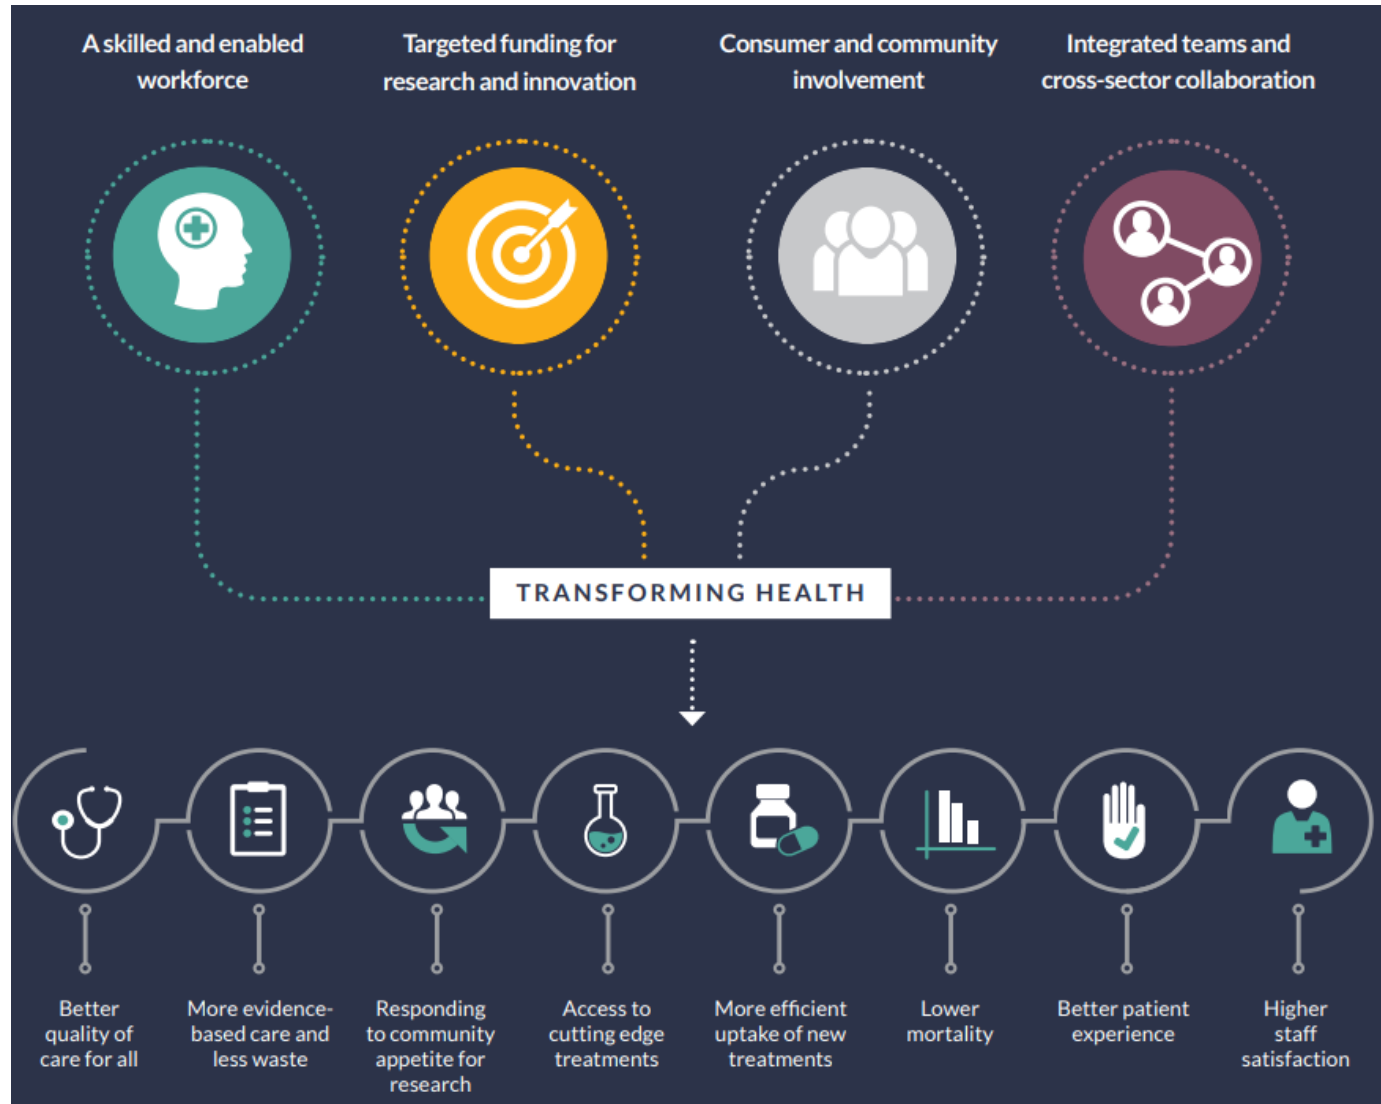 A skilled and enabled
workforce
Targeted funding for
research and innovation
Consumer and community
involvement
Integrated teams and
cross-sector collaboration
TRANSFORMING HEALTH
Better
quality of
care for all
More evidence-
based care and
less waste
Responding
to community
appetite for
research
Access to
cutting edge
treatments
More efficient
uptake of new
treatments
Lower
mortality
Better patient
experience
Higher
staff
satisfaction